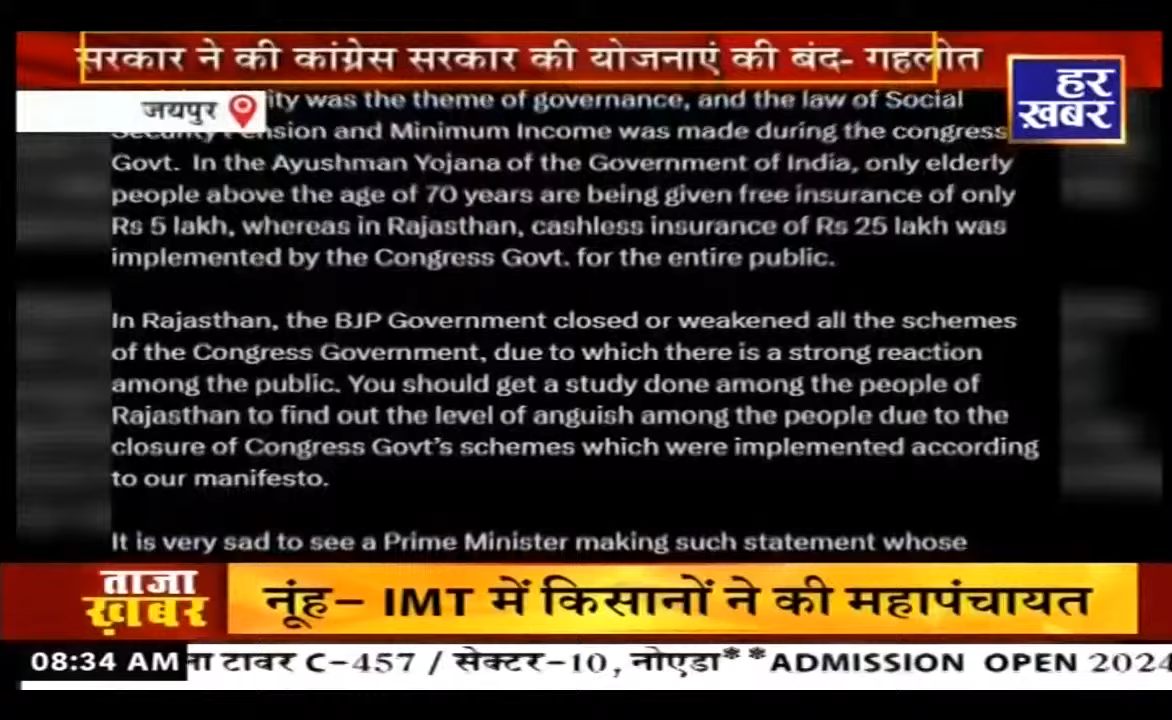 सरकार ने की कांग्रेस सरकार की योजनाएं की बंद- गहलोत
हर
ख़बर
जयपुर
ity was the theme of governance, and the law of Social
Security Pension and Minimum Income was made during the congress
Govt. In the Ayushman Yojana of the Government of India, only elderly
people above the age of 70 years are being given free insurance of only
Rs 5 lakh, whereas in Rajasthan, cashless insurance of Rs 25 lakh was
implemented by the Congress Govt. for the entire public.
In Rajasthan, the BJP Government closed or weakened all the schemes
of the Congress Government, due to which there is a strong reaction
among the public. You should get a study done among the people of
Rajasthan to find out the level of anguish among the people due to the
closure of Congress Govt's schemes which were implemented according
to our manifesto.
It is very sad to see a Prime Minister making such statement whose
ताजा
ख़बर
नूंह- IMT में किसानों ने की महापंचायत
08:34 AM
ना टावर C-457 / सेक्टर-10, नोएडा**ADMISSION OPEN 2024